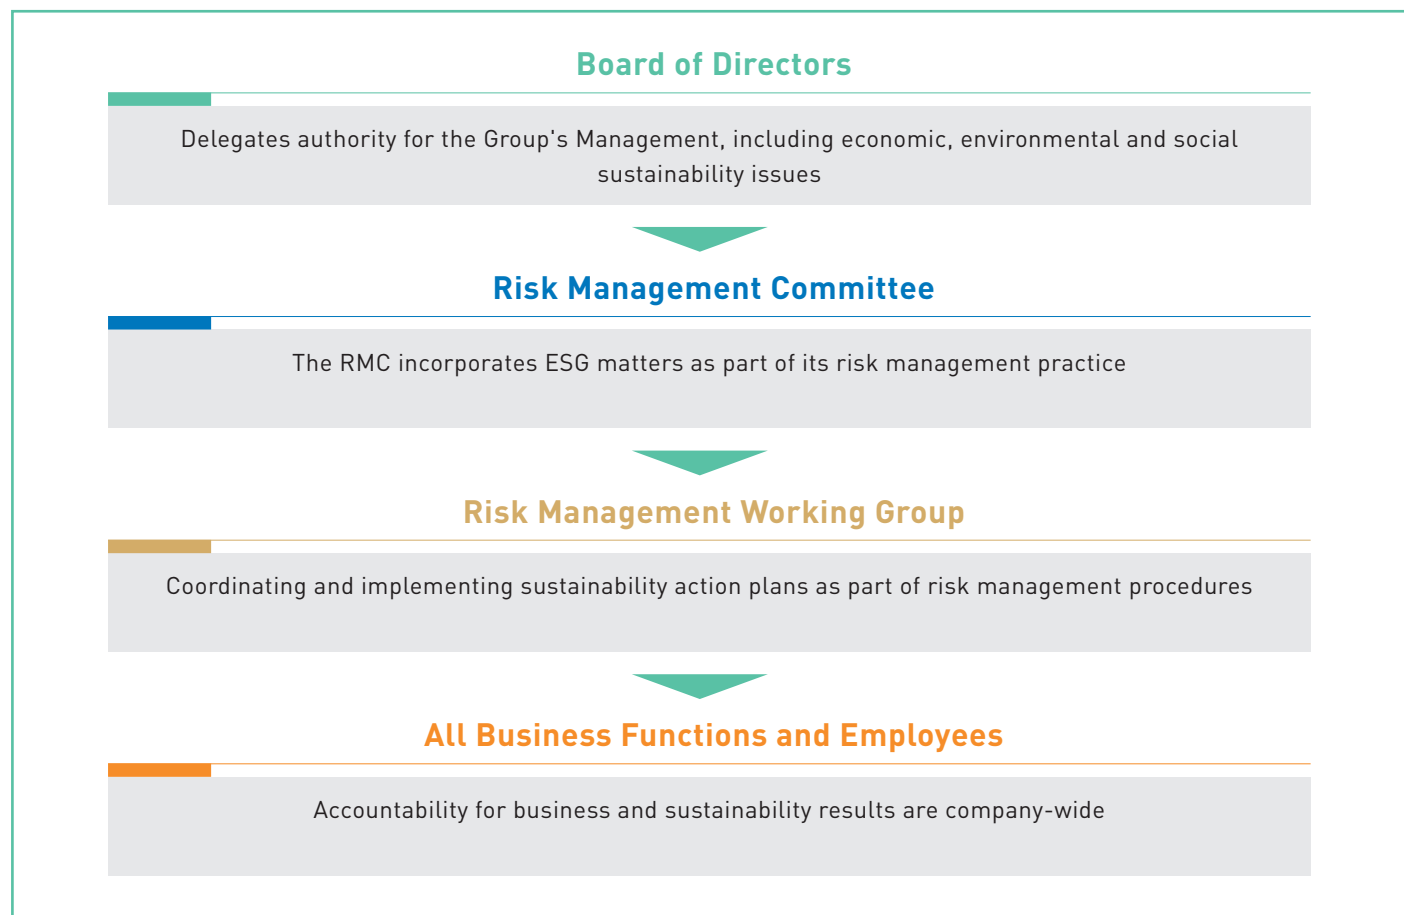 Board of Directors
Delegates authority for the Group's Management, including economic, environmental and social
sustainability issues
Risk Management Committee
The RMC incorporates ESG matters as part of its risk management practice
Risk Management Working Group
Coordinating and implementing sustainability action plans as part of risk management procedures
All Business Functions and Employees
Accountability for business and sustainability results are company-wide